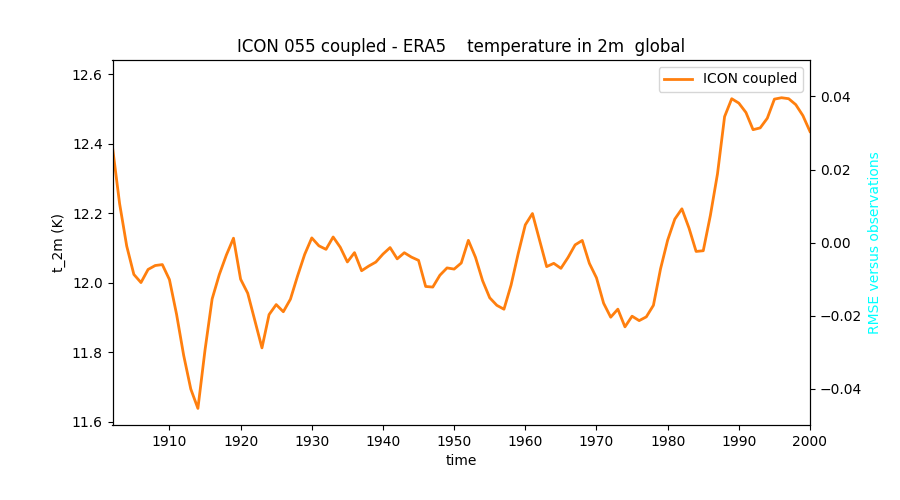 ICON 055 coupled - ERA5    temperature in 2m  global
ICON coupled
12.6
12.4
12.2
12.0
11.8
11.6
t_2m (K)
0.04
0.02
0.00
−0.02
−0.04
RMSE versus observations
1910 1920 1930 1940 1950 1960 1970 1980 1990 2000
time